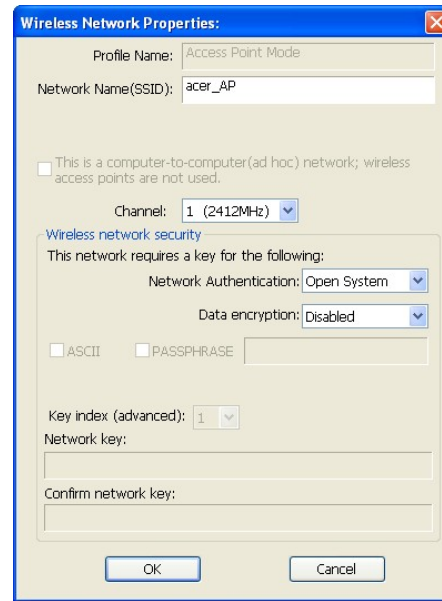 Wireless Network Properties:
Profile Name: Access Point Mode
Network Name(SSID): acer_AP
This is a computer-to-computer(ad hoc) network; wireless
access points are not used.
Channel: 1 (2412MHz)
Wireless network security
This network requires a key for the following:
Network Authentication: Open System
Data encryption: Disabled
ASCII PASSPHRASE
Key index (advanced): 1
Network key:
Confirm network key:
OK Cancel